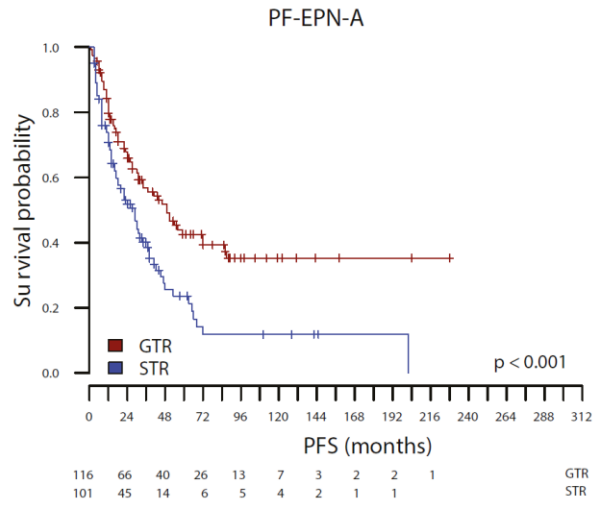 PF-EPN-A
Survival probability
1.0
0.8
0.6
0.4
0.2
0.0
GTR
STR
p < 0.001
0 24 48 72 96 120 144 168 192 216 240 264 288 312
PFS (months)
116 66 40 26 13 7 3 2 2 1 GTR
101 45 14 6 5 4 2 1 1 STR